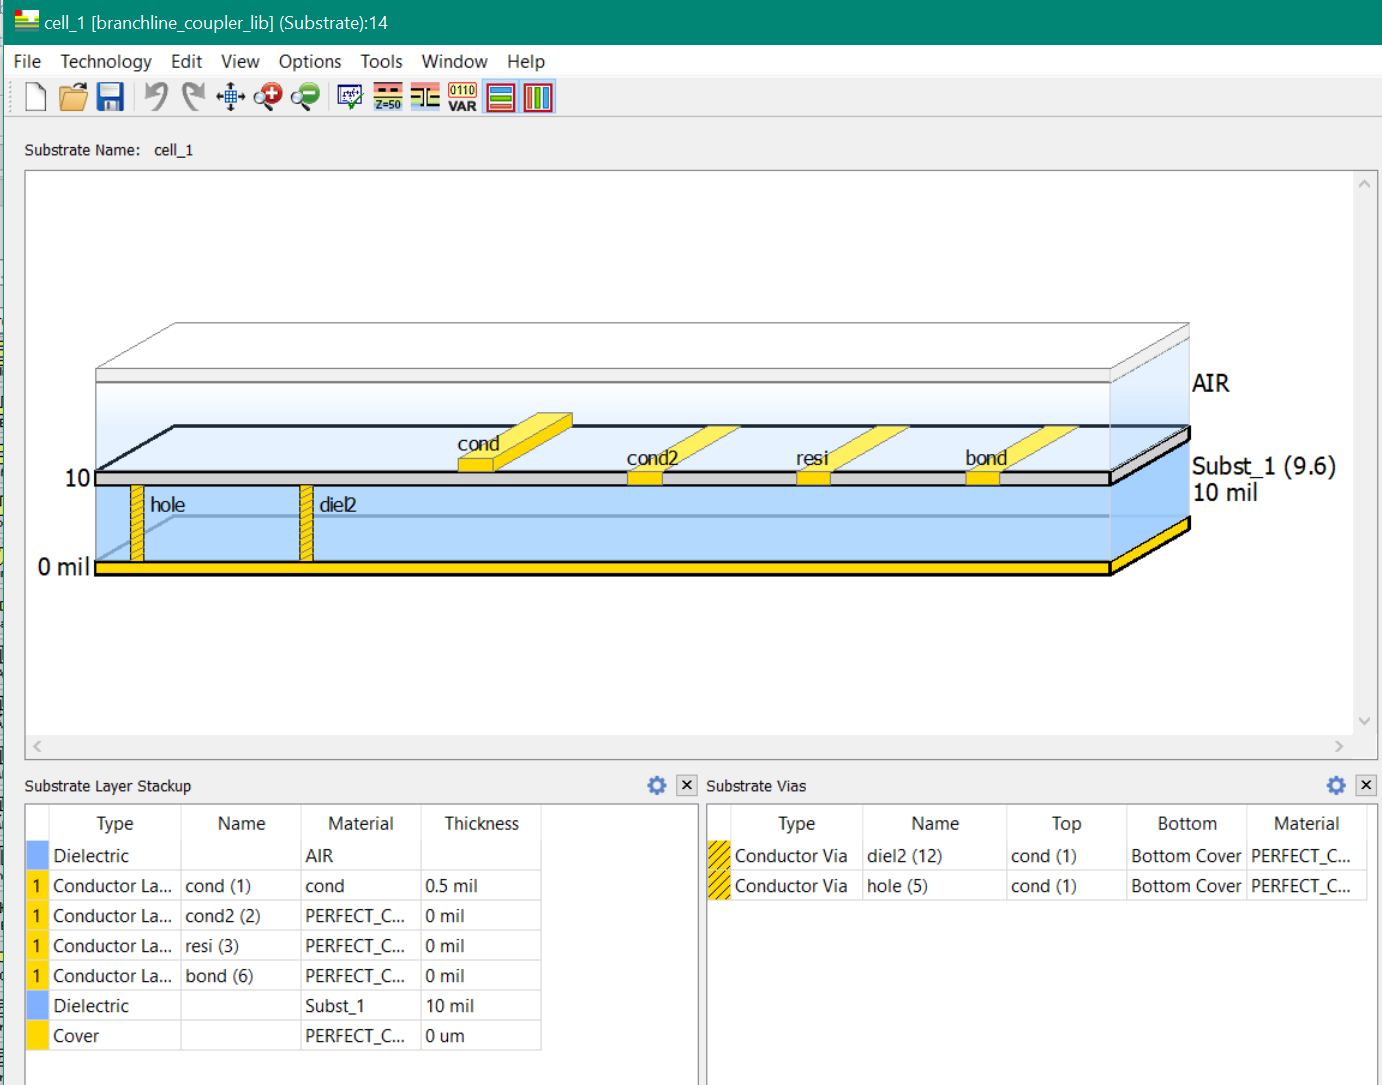 cell_1 [branchline_coupler_lib] (Substrate):14
File Technology Edit View Options Tools Window Help
Z=50
0110
VAR
Substrate Name: cell_1
AIR
cond
cond2 resi bond
10
Subst_1 (9.6)
10 mil
hole diel2
0 mil
Substrate Layer Stackup
Type Name Material Thickness
Dielectric AIR
1 Conductor La... cond (1) cond 0.5 mil
1 Conductor La... cond2 (2) PERFECT_C... 0 mil
1 Conductor La... resi (3) PERFECT_C... 0 mil
1 Conductor La... bond (6) PERFECT_C... 0 mil
Dielectric Subst_1 10 mil
Cover PERFECT_C... 0 um
Substrate Vias
Type Name Top Bottom Material
Conductor Via diel2 (12) cond (1) Bottom Cover PERFECT_C...
Conductor Via hole (5) cond (1) Bottom Cover PERFECT_C...